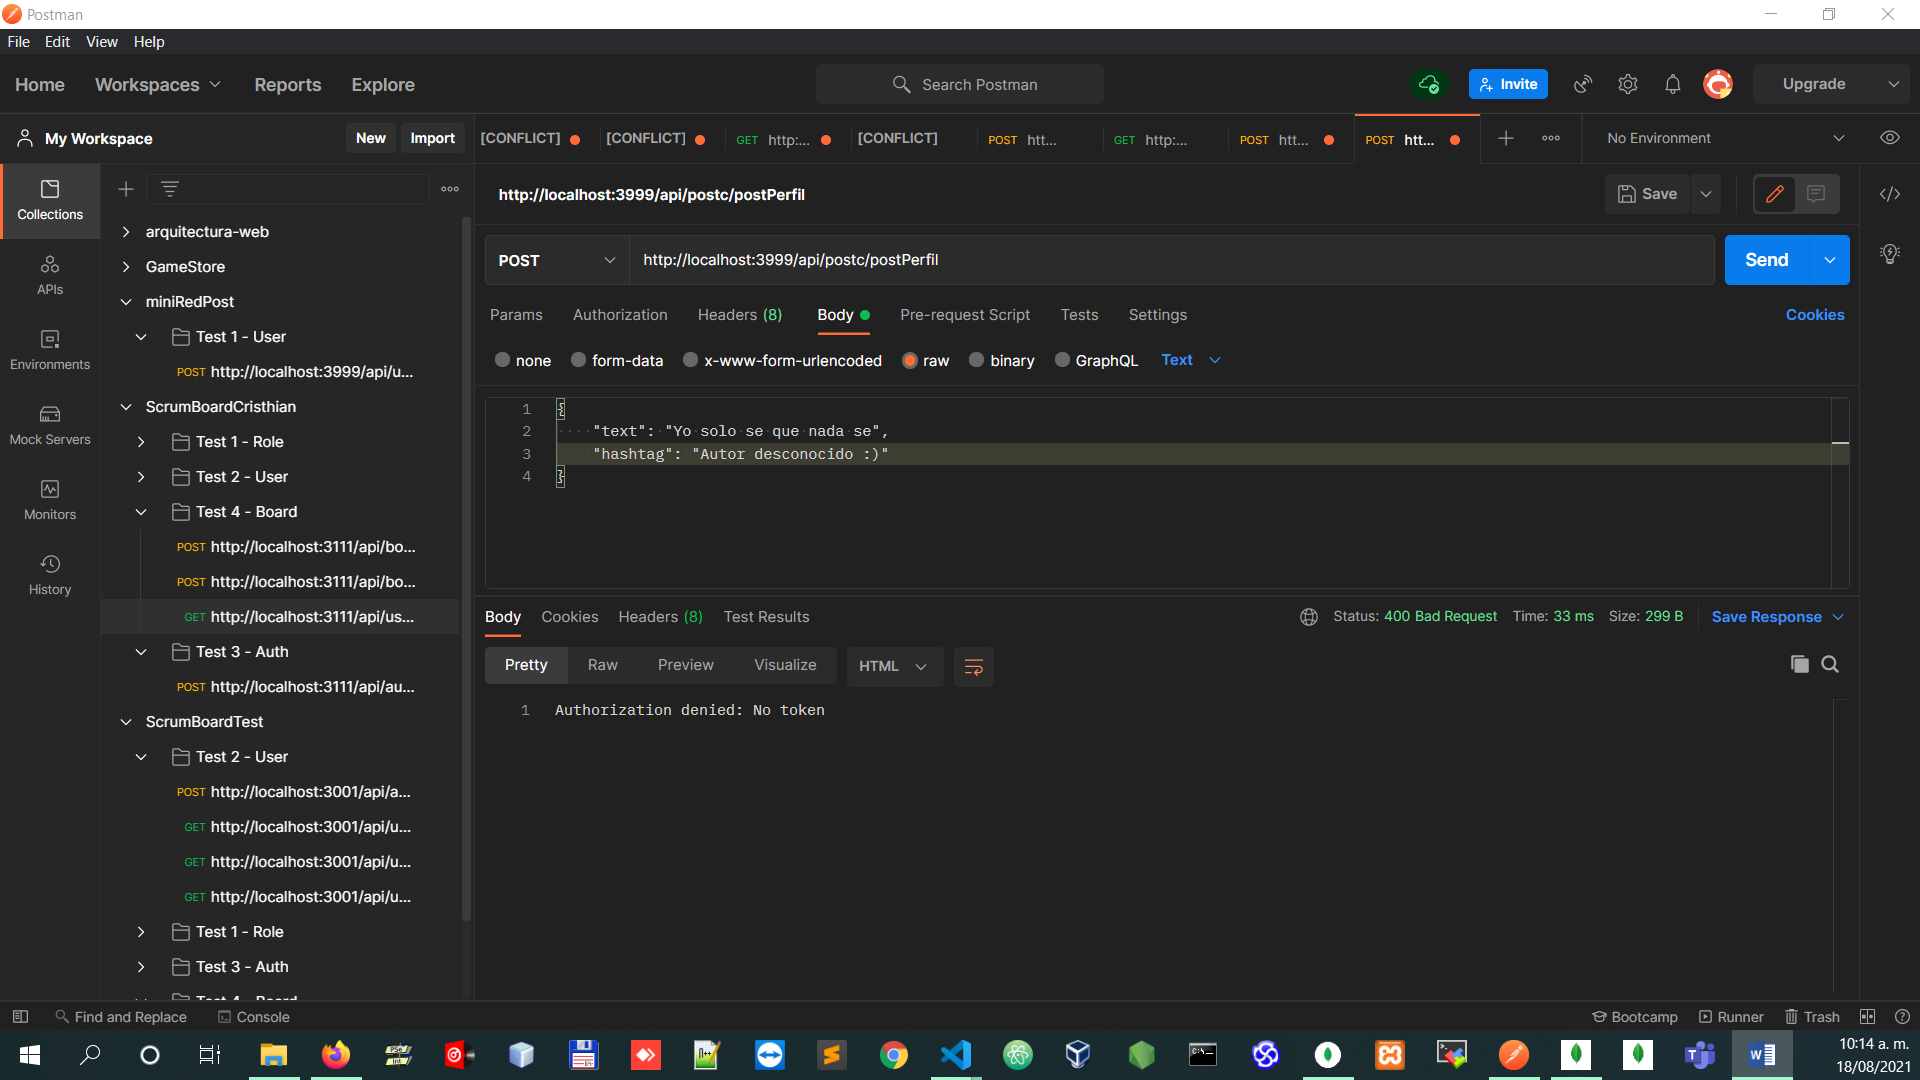 Postman
File Edit View Help
Home Workspaces Reports Explore Search Postman Invite Upgrade
My Workspace New Import [CONFLICT] [CONFLICT] GET http:... [CONFLICT] POST htt... GET http:... POST htt... POST htt... No Environment
Collections
APIs
Environments
Mock Servers
Monitors
History
arquitectura-web
GameStore
miniRedPost
Test 1 - User
POST http://localhost:3999/api/u...
ScrumBoardCristhian
Test 1 - Role
Test 2 - User
Test 4 - Board
POST http://localhost:3111/api/bo...
POST http://localhost:3111/api/bo...
GET http://localhost:3111/api/us...
Test 3 - Auth
POST http://localhost:3111/api/au...
ScrumBoardTest
Test 2 - User
POST http://localhost:3001/api/a...
GET http://localhost:3001/api/u...
GET http://localhost:3001/api/u...
GET http://localhost:3001/api/u...
Test 1 - Role
Test 3 - Auth
Test 4 - Board
http://localhost:3999/api/postc/postPerfil Save
POST http://localhost:3999/api/postc/postPerfil Send
Params Authorization Headers (8) Body Pre-request Script Tests Settings Cookies
none form-data x-www-form-urlencoded raw binary GraphQL Text
1 {
2 "text": "Yo solo se que nada se",
3 "hashtag": "Autor desconocido :)"
4 }
Body Cookies Headers (8) Test Results Status: 400 Bad Request Time: 33 ms Size: 299 B Save Response
Pretty Raw Preview Visualize HTML
1 Authorization denied: No token
Find and Replace Console Bootcamp Runner Trash
10:14 a. m.
18/08/2021